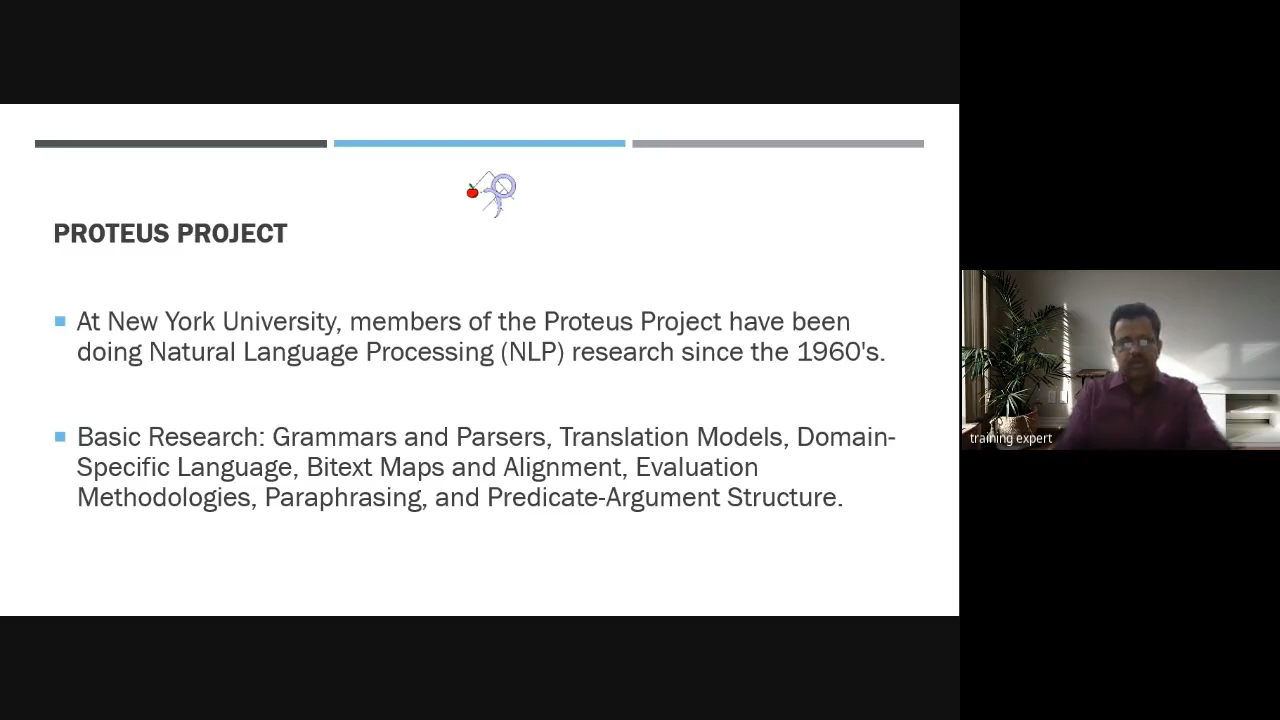 PROTEUS PROJECT
At New York University, members of the Proteus Project have been
doing Natural Language Processing (NLP) research since the 1960's.
Basic Research: Grammars and Parsers, Translation Models, Domain-
Specific Language, Bitext Maps and Alignment, Evaluation
Methodologies, Paraphrasing, and Predicate-Argument Structure.
training expert